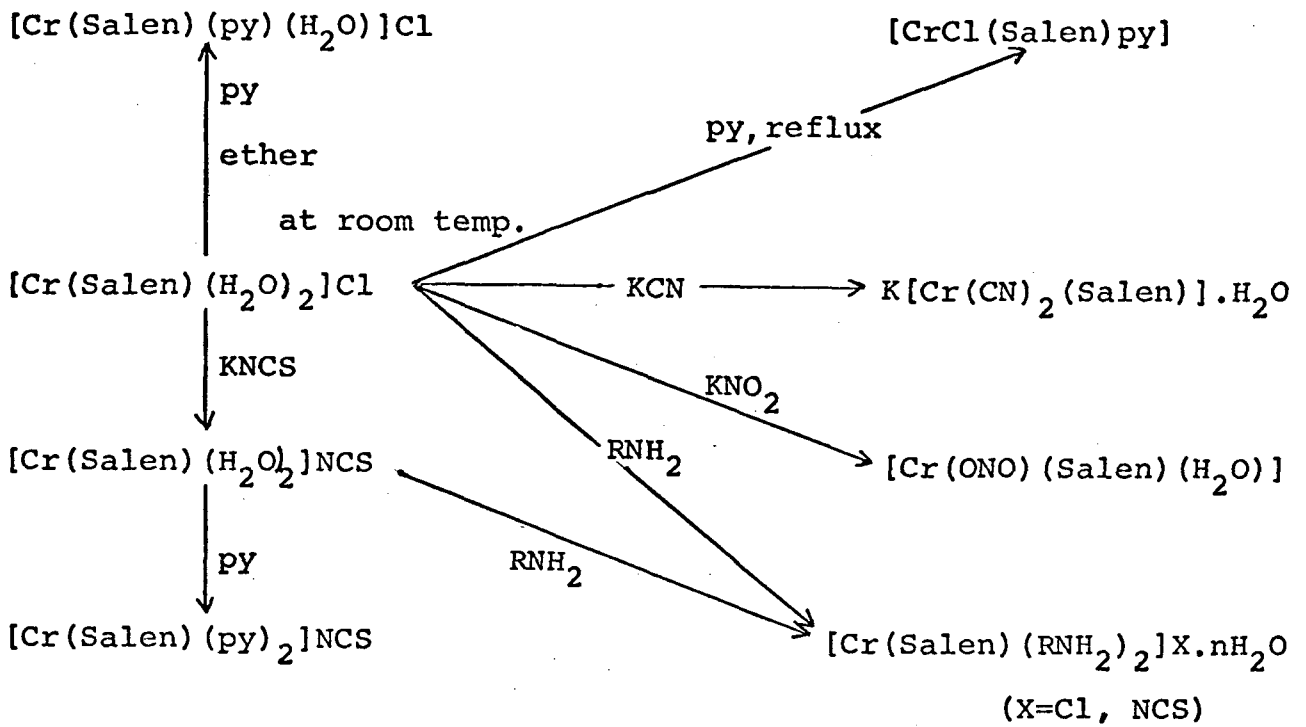 [Cr(Salen)(py)(H₂O)]Cl
[CrCl(Salen)py]
py
ether
at room temp.
py, reflux
[Cr(Salen)(H₂O)₂]Cl
KCN
K[Cr(CN)₂(Salen)].H₂O
KNCS
KNO₂
RNH₂
[Cr(Salen)(H₂O)₂]NCS
[Cr(ONO)(Salen)(H₂O)]
py
RNH₂
[Cr(Salen)(py)₂]NCS
[Cr(Salen)(RNH₂)₂]X.nH₂O
(X=Cl, NCS)